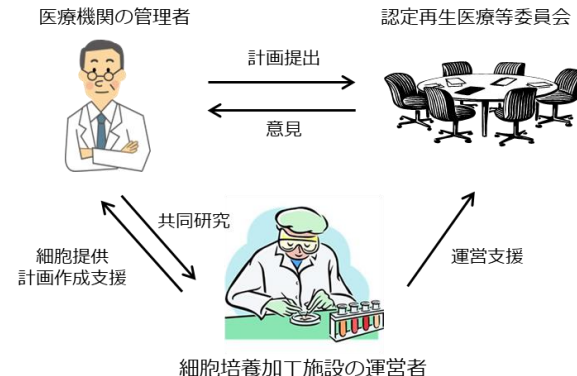 医療機関の管理者
認定再生医療等委員会
計画提出
意見
共同研究
細胞提供
計画作成支援
運営支援
細胞培養加工施設の運営者